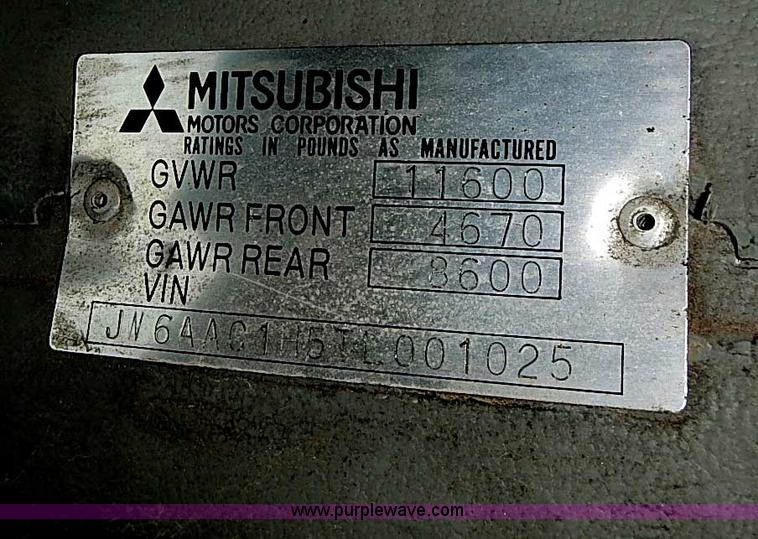 MITSUBISHI
MOTORS CORPORATION
RATINGS IN POUNDS AS MANUFACTURED
GVWR 11600
GAWR FRONT 4670
GAWR REAR 8600
VIN
JW6AAC1H5TL001025
www.purplewave.com